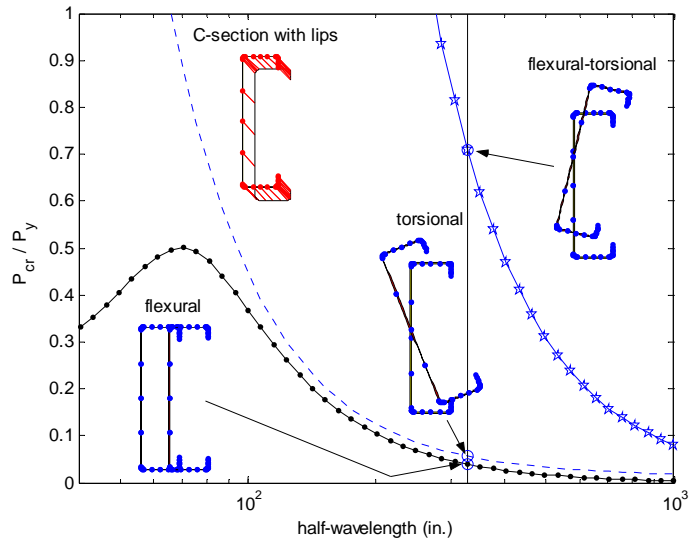 C-section with lips
flexural-torsional
torsional
flexural
P_cr / P_y
1
0.9
0.8
0.7
0.6
0.5
0.4
0.3
0.2
0.1
0
10^2
10^3
half-wavelength (in.)